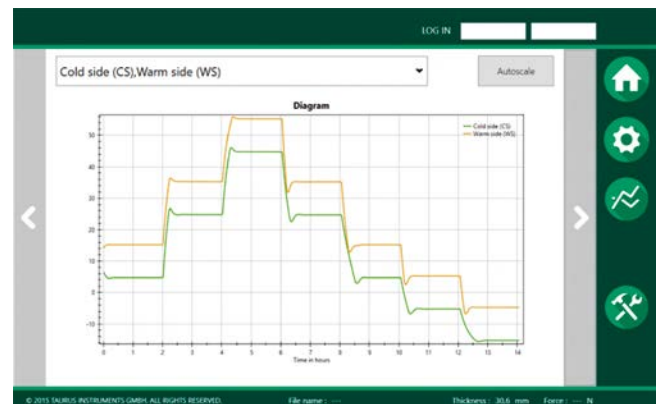 LOG IN
Cold side (CS),Warm side (WS)
Autoscale
Diagram
Cold side (CS)
Warm side (WS)
50
40
30
20
10
0
-10
0 1 2 3 4 5 6 7 8 9 10 11 12 13 14
Time in hours
© 2015 TAURUS INSTRUMENTS GMBH. ALL RIGHTS RESERVED. File name : --- Thickness : 30,6 mm Force : --- N